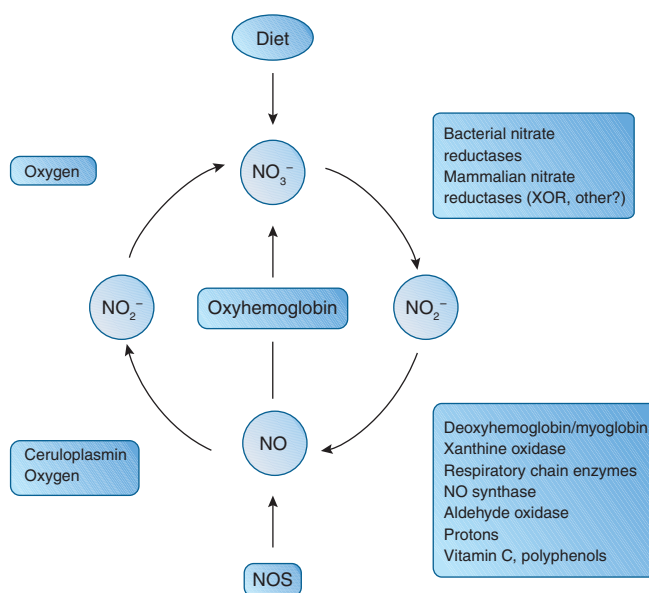 Diet
Oxygen
NO₃⁻
Bacterial nitrate
reductases
Mammalian nitrate
reductases (XOR, other?)
NO₂⁻
Oxyhemoglobin
NO₂⁻
Ceruloplasmin
Oxygen
NO
Deoxyhemoglobin/myoglobin
Xanthine oxidase
Respiratory chain enzymes
NO synthase
Aldehyde oxidase
Protons
Vitamin C, polyphenols
NOS